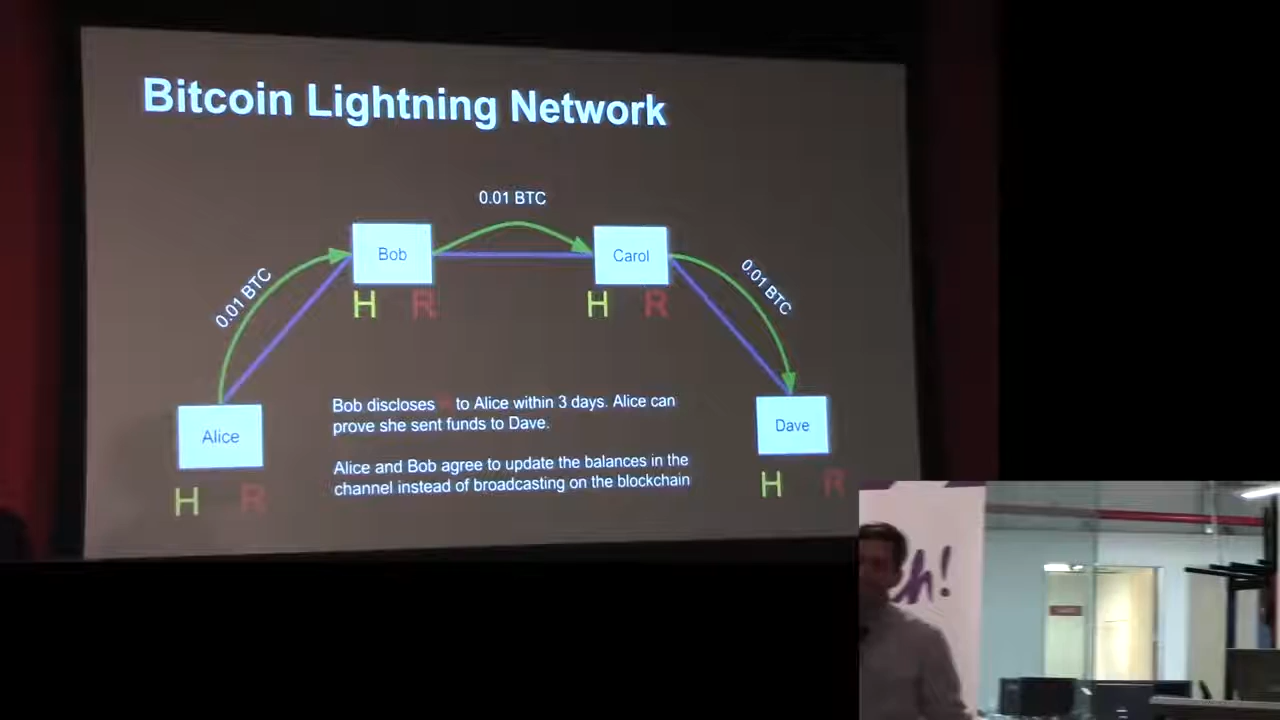 Bitcoin Lightning Network
0.01 BTC
0.01 BTC
0.01 BTC
Bob
Carol
H R
H R
Bob discloses to Alice within 3 days. Alice can
prove she sent funds to Dave.
Alice
Dave
Alice and Bob agree to update the balances in the
channel instead of broadcasting on the blockchain
H R
H R
h!